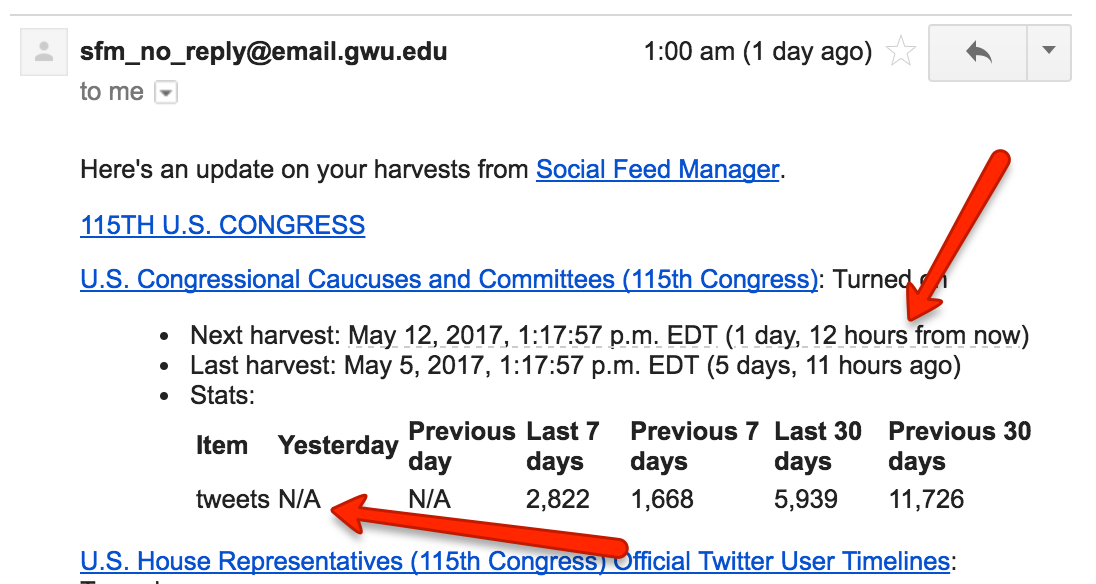 sfm_no_reply@email.gwu.edu 1:00 am (1 day ago)
to me
Here's an update on your harvests from Social Feed Manager.
115TH U.S. CONGRESS
U.S. Congressional Caucuses and Committees (115th Congress): Turned on
• Next harvest: May 12, 2017, 1:17:57 p.m. EDT (1 day, 12 hours from now)
• Last harvest: May 5, 2017, 1:17:57 p.m. EDT (5 days, 11 hours ago)
• Stats:
Item Yesterday Previous day Last 7 days Previous 7 days Last 30 days Previous 30 days
tweets N/A N/A 2,822 1,668 5,939 11,726
U.S. House Representatives (115th Congress) Official Twitter User Timelines: